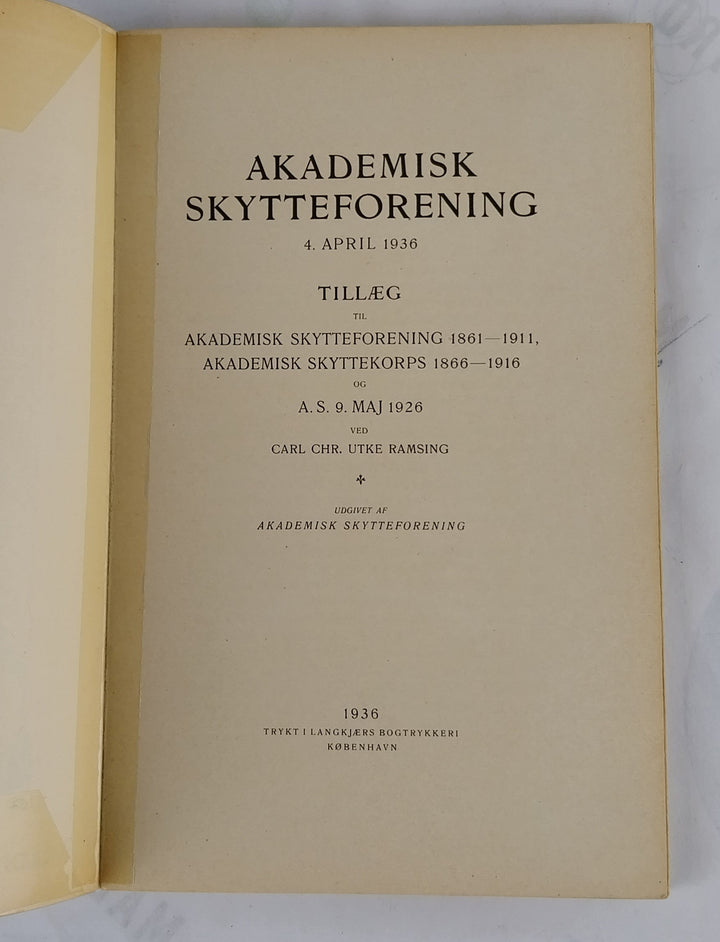 AKADEMISK
SKYTTEFORENING
4. APRIL 1936
TILLÆG
TIL
AKADEMISK SKYTTEFORENING 1861—1911,
AKADEMISK SKYTTEKORPS 1866—1916
OG
A. S. 9. MAJ 1926
VED
CARL CHR. UTKE RAMSING
UDGIVET AF
AKADEMISK SKYTTEFORENING
1936
TRYKT I LANGKJÆRS BOGTRYKKERI
KØBENHAVN